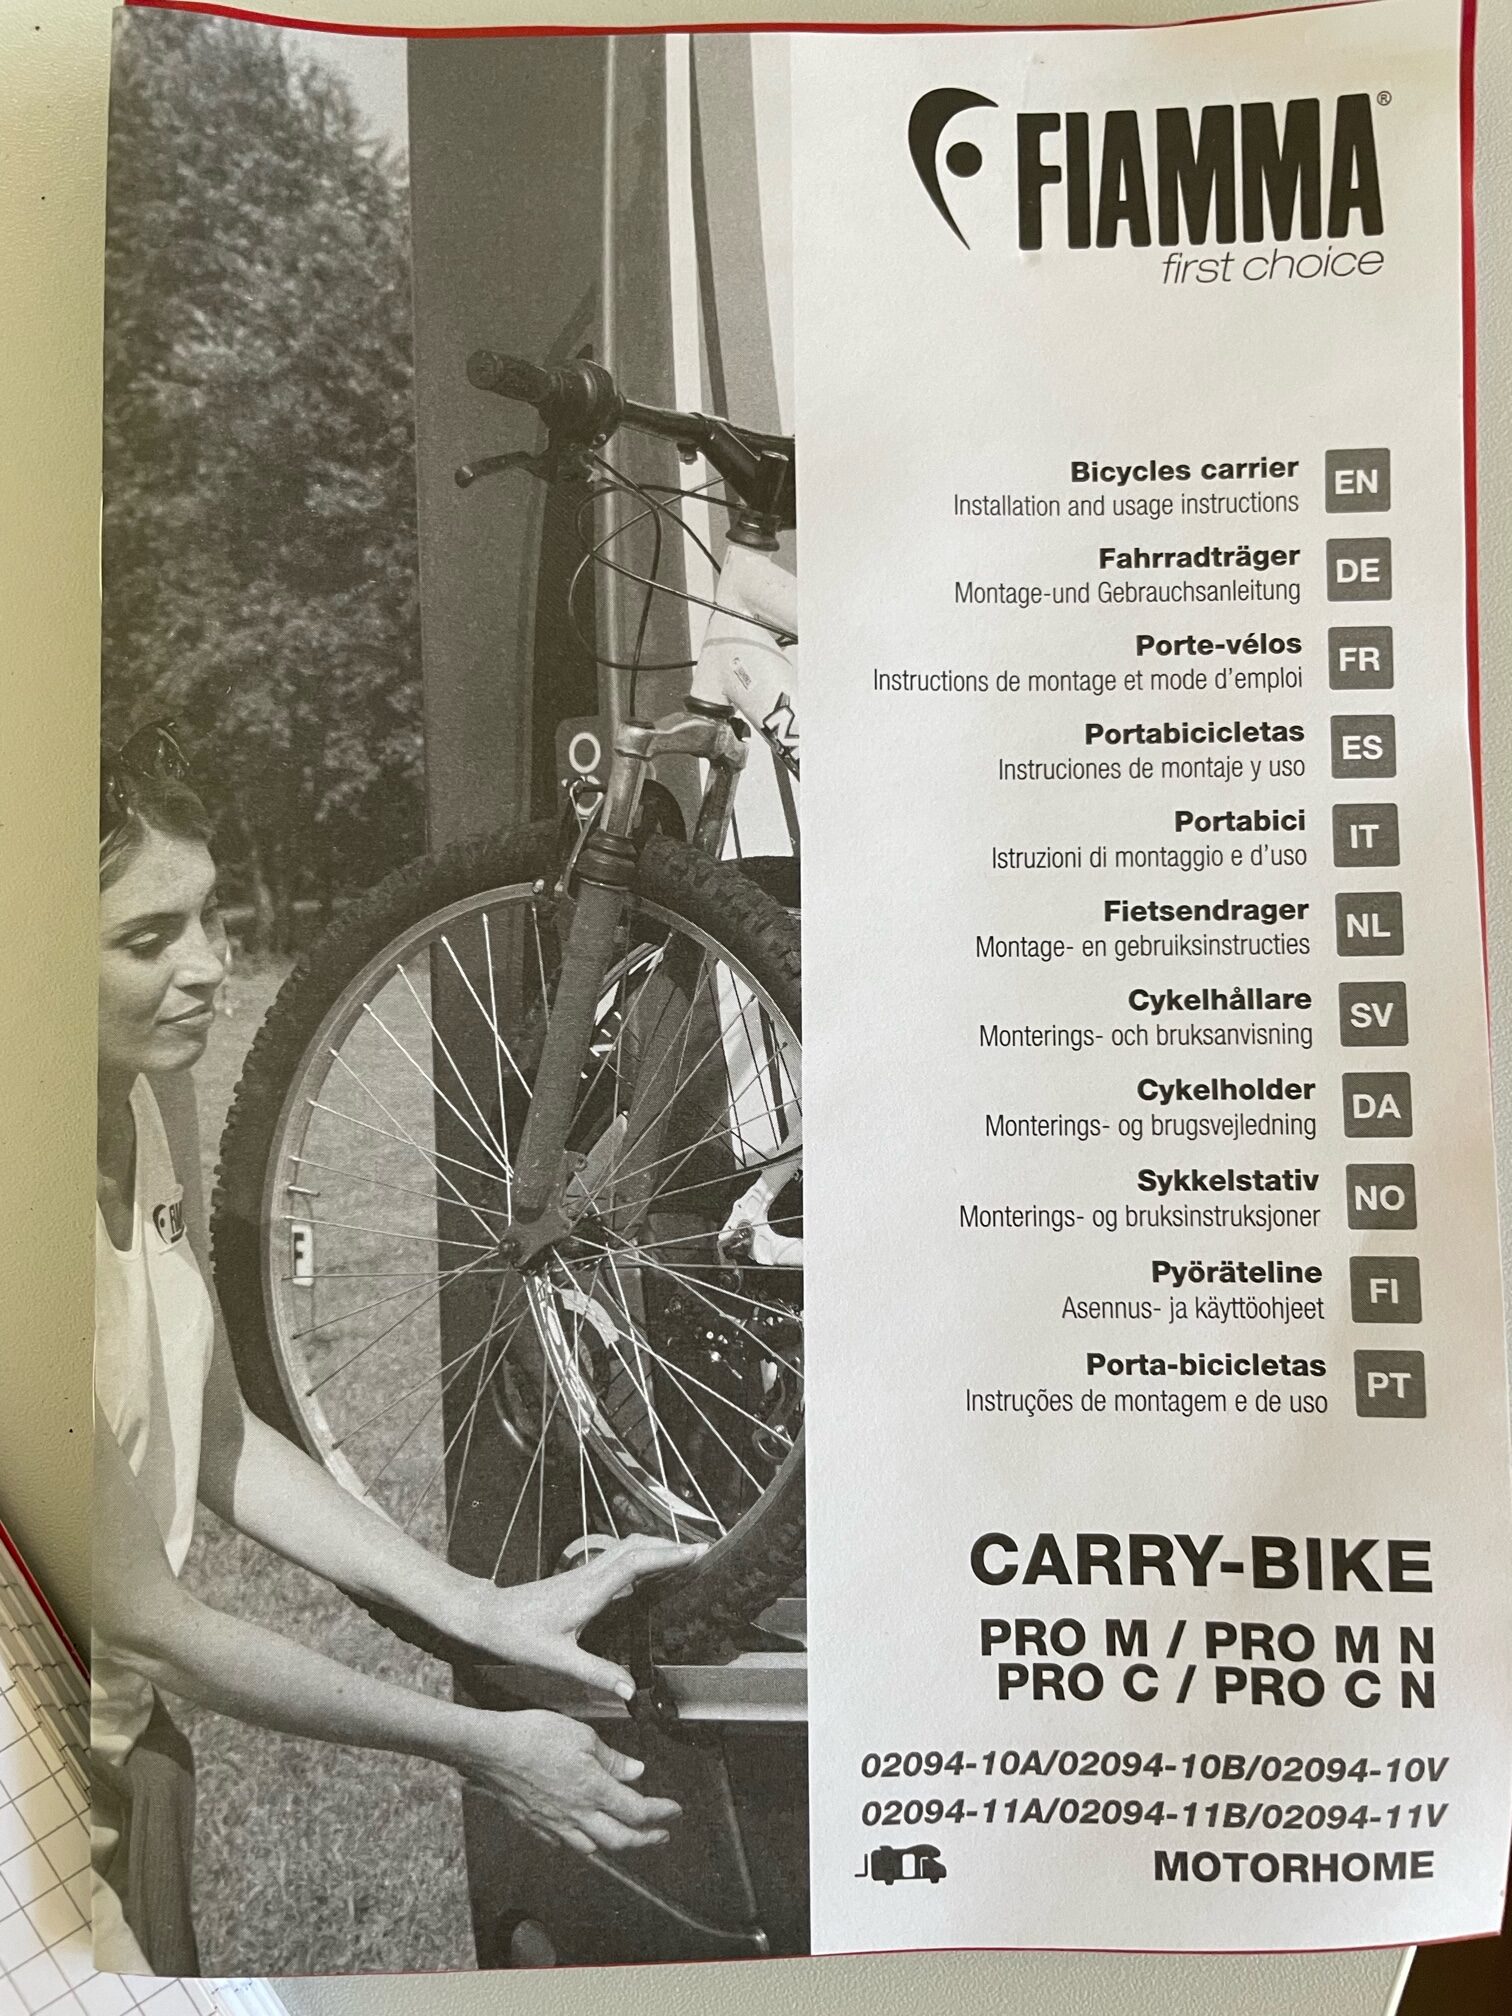 FIAMMA®
first choice
Bicycles carrier
Installation and usage instructions
EN
Fahrradträger
Montage-und Gebrauchsanleitung
DE
Porte-vélos
Instructions de montage et mode d'emploi
FR
Portabicicletas
Instruciones de montaje y uso
ES
Portabici
Istruzioni di montaggio e d'uso
IT
Fietsendrager
Montage- en gebruiksinstructies
NL
Cykelhållare
Monterings- och bruksanvisning
SV
Cykelholder
Monterings- og brugsvejledning
DA
Sykkelstativ
Monterings- og bruksinstruksjoner
NO
Pyöräteline
Asennus- ja käyttöohjeet
FI
Porta-bicicletas
Instruções de montagem e de uso
PT
CARRY-BIKE
PRO M / PRO M N
PRO C / PRO C N
02094-10A/02094-10B/02094-10V
02094-11A/02094-11B/02094-11V
MOTORHOME